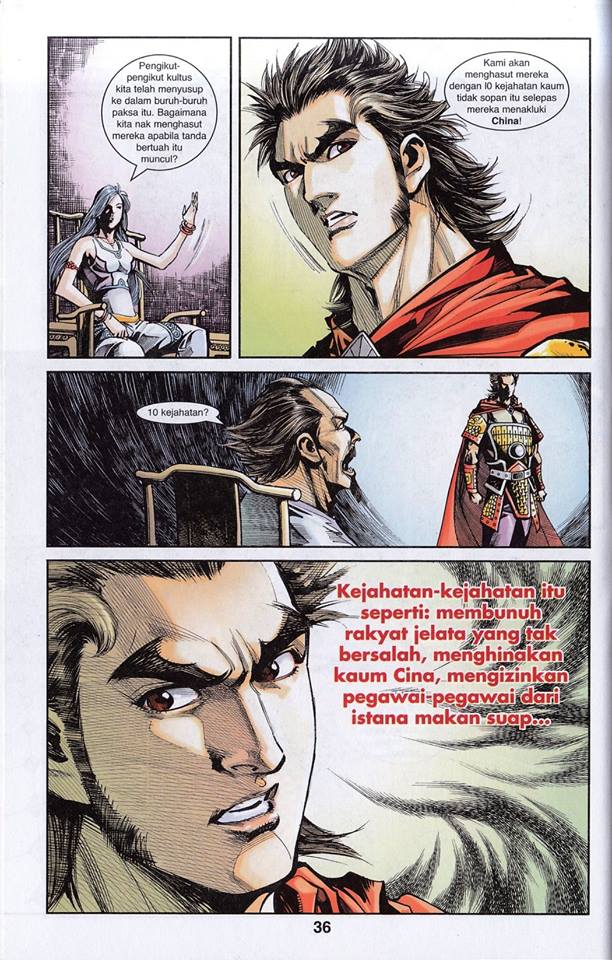 Pengikut-
pengikut kultus
kita telah menyusup
ke dalam buruh-buruh
paksa itu. Bagaimana
kita nak menghasut
mereka apabila tanda
bertuah itu
muncul?
Kami akan
menghasut mereka
dengan l0 kejahatan kaum
tidak sopan itu selepas
mereka menakluki
China!
10 kejahatan?
Kejahatan-kejahatan itu
seperti: membunuh
rakyat jelata yang tak
bersalah, menghinakan
kaum Cina, mengizinkan
pegawai-pegawai dari
istana makan suap...
36